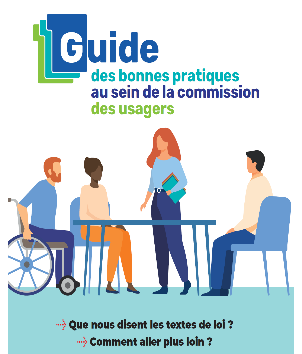 Guide
des bonnes pratiques
au sein de la commission
des usagers
Que nous disent les textes de loi ?
Comment aller plus loin ?